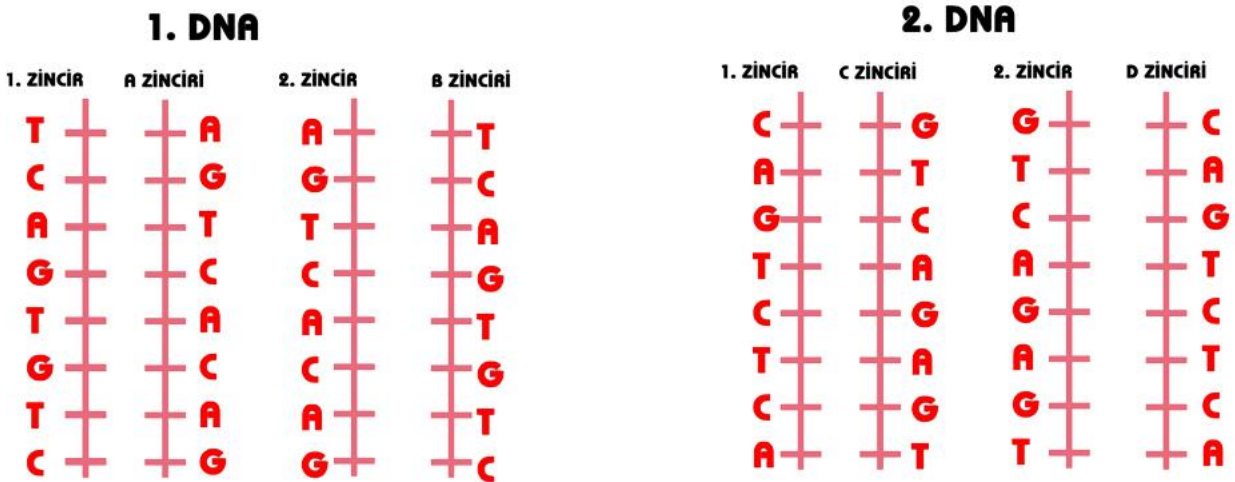 1. DNA 2. DNA
1. ZİNCİR A ZİNCİRİ 2. ZİNCİR B ZİNCİRİ 1. ZİNCİR C ZİNCİRİ 2. ZİNCİR D ZİNCİRİ
T A A T C G G C
C G G C A T T A
A T T A G C C G
G C C G T A A T
T A A T C G G C
G C C G T A A T
T A A T C G G C
C G G C A T T A